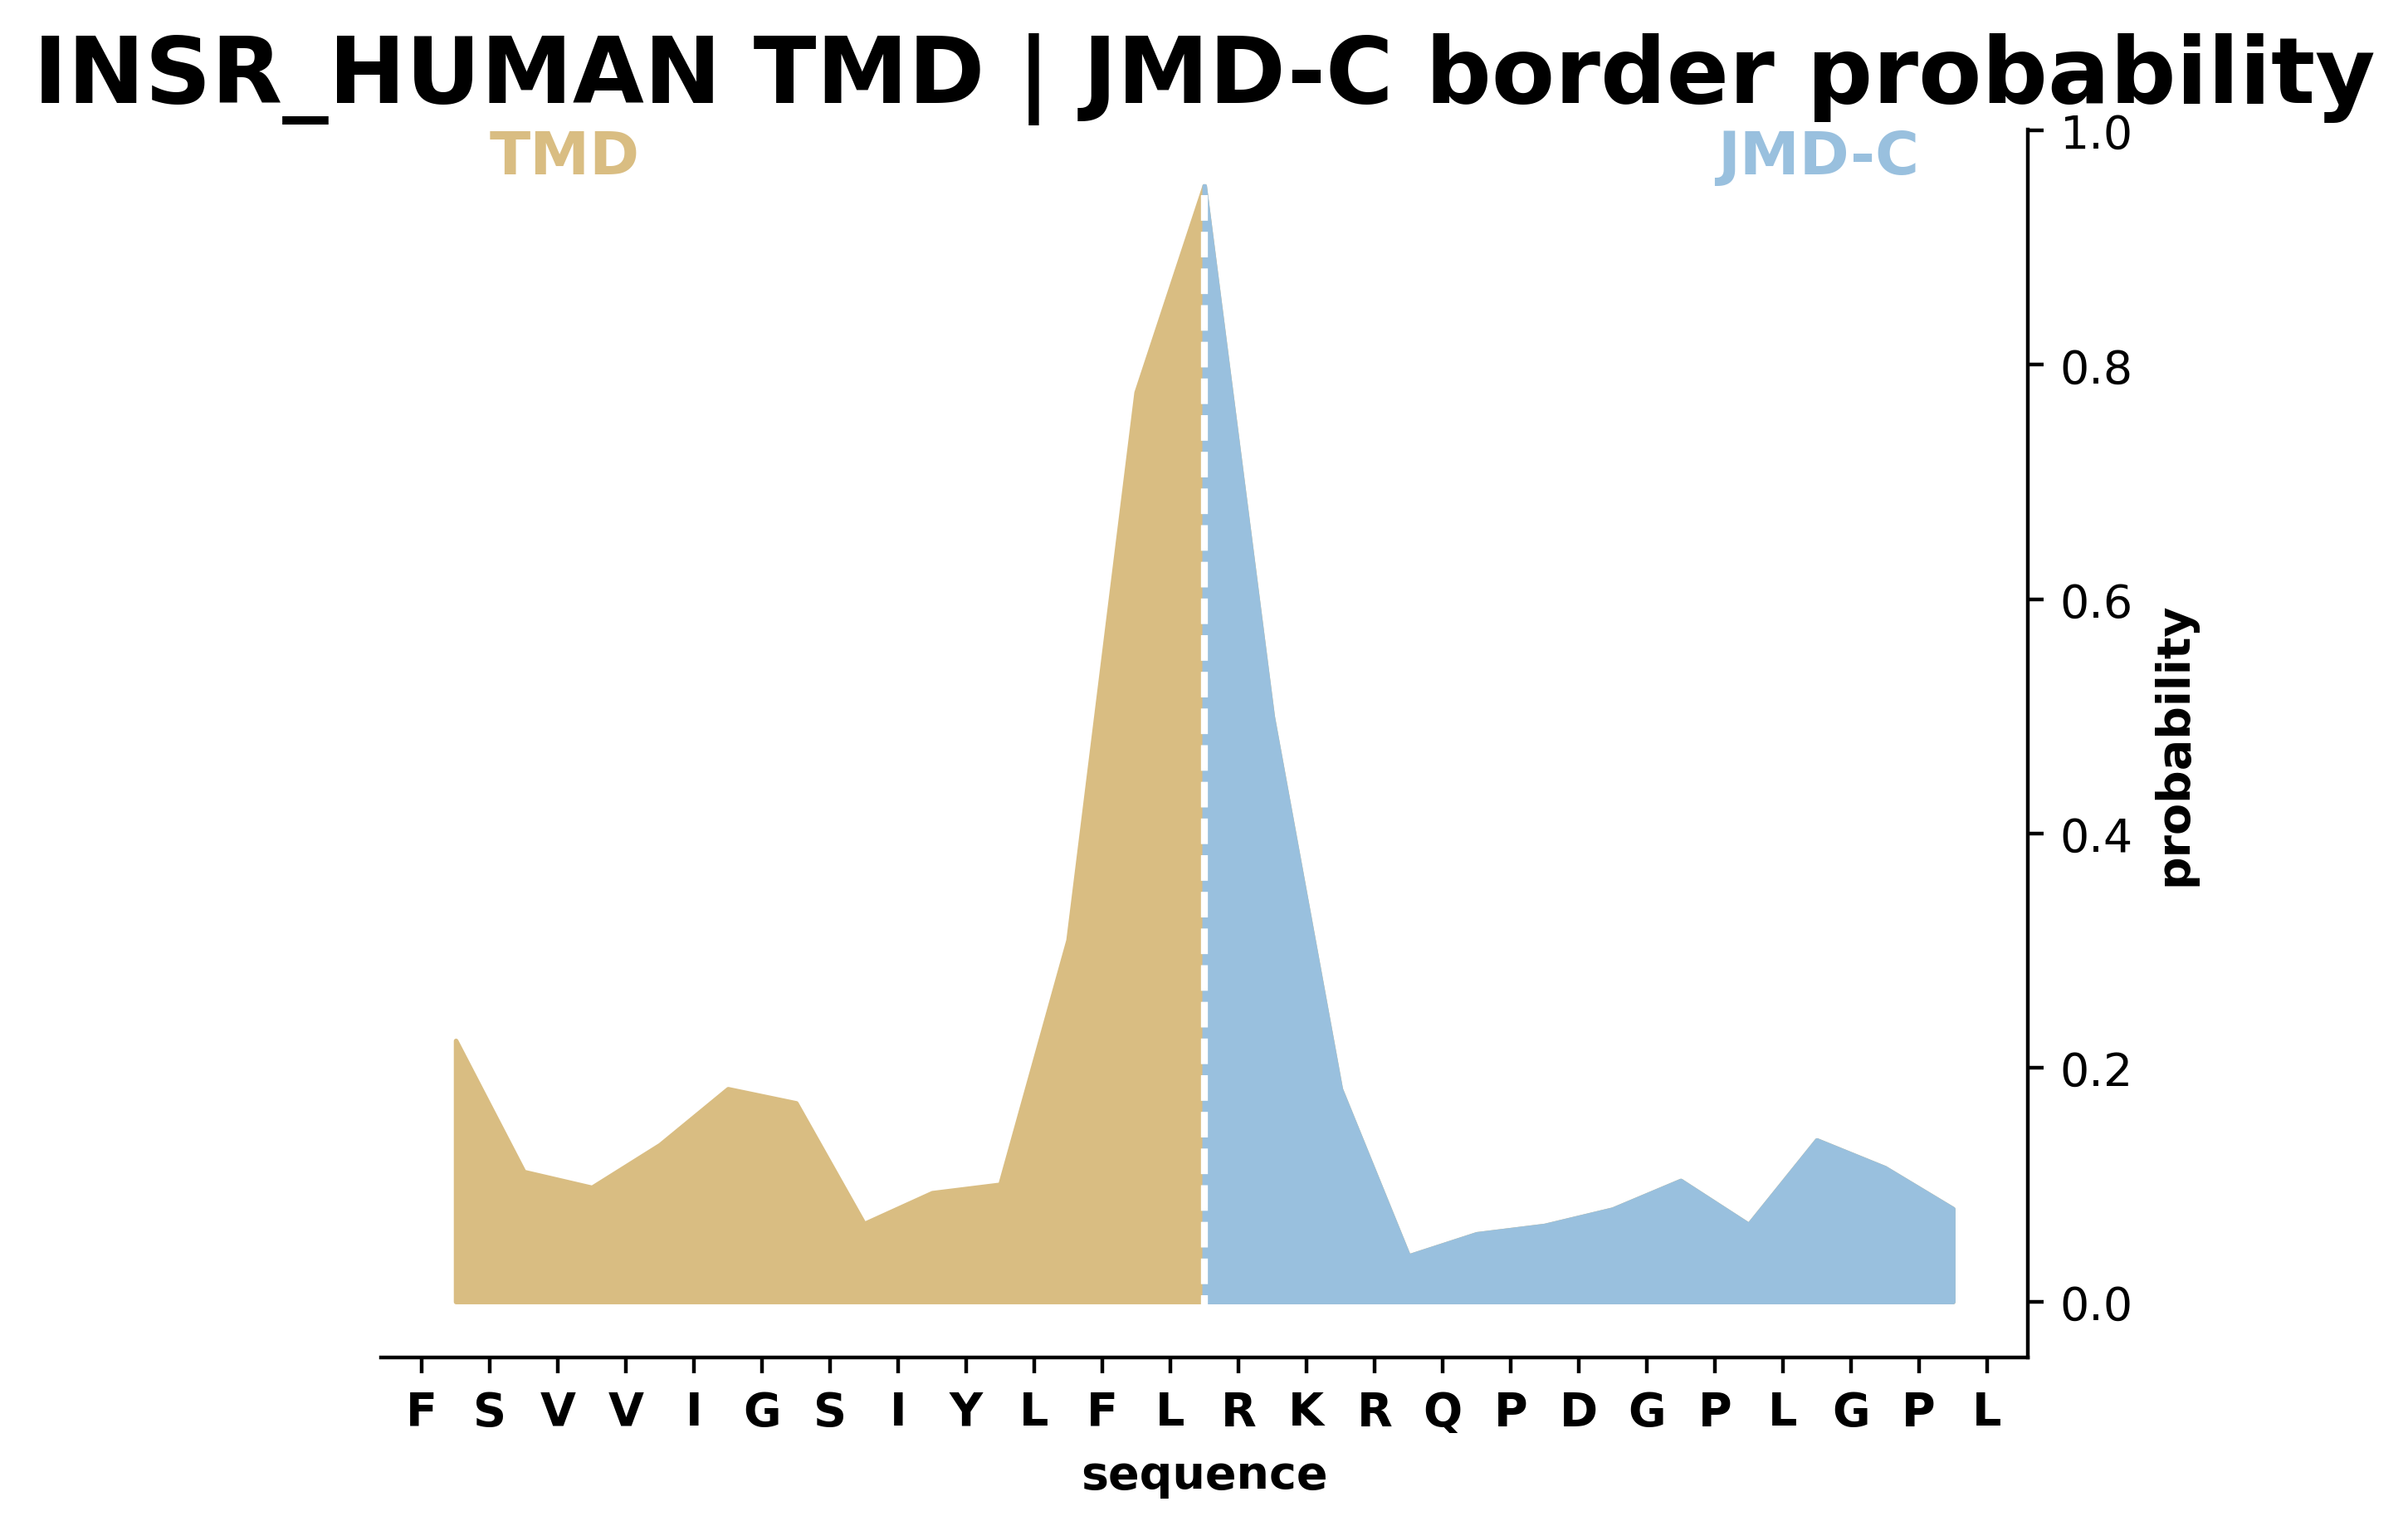 INSR_HUMAN TMD | JMD-C border probability
TMD JMD-C
1.0
0.8
0.6
0.4
0.2
0.0
probability
F S V V I G S I Y L F L R K R Q P D G P L G P L
sequence